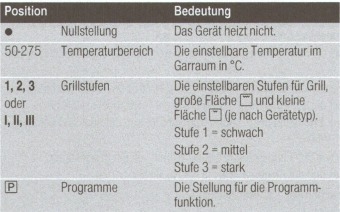 Position Bedeutung
● Nullstellung Das Gerät heizt nicht.
50-275 Temperaturbereich Die einstellbare Temperatur im
Garraum in °C.
1, 2, 3 Grillstufen Die einstellbaren Stufen für Grill,
oder große Fläche und kleine
I, II, III Fläche (je nach Gerätetyp).
Stufe 1 = schwach
Stufe 2 = mittel
Stufe 3 = stark
P Programme Die Stellung für die Programm-
funktion.